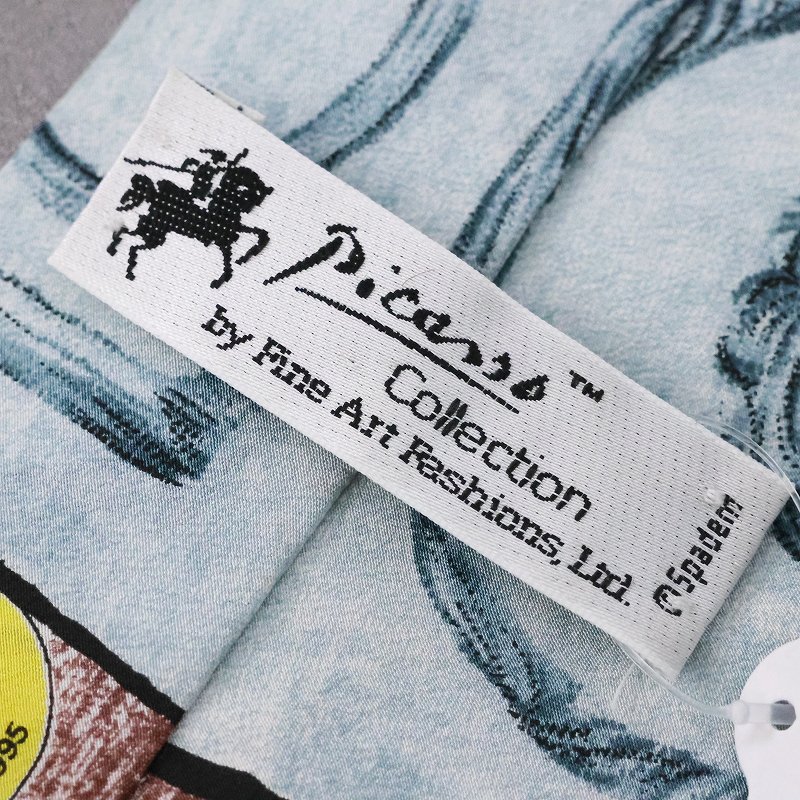 Picasso™
Collection
by Fine Art Fashions, Ltd.
©Spadem